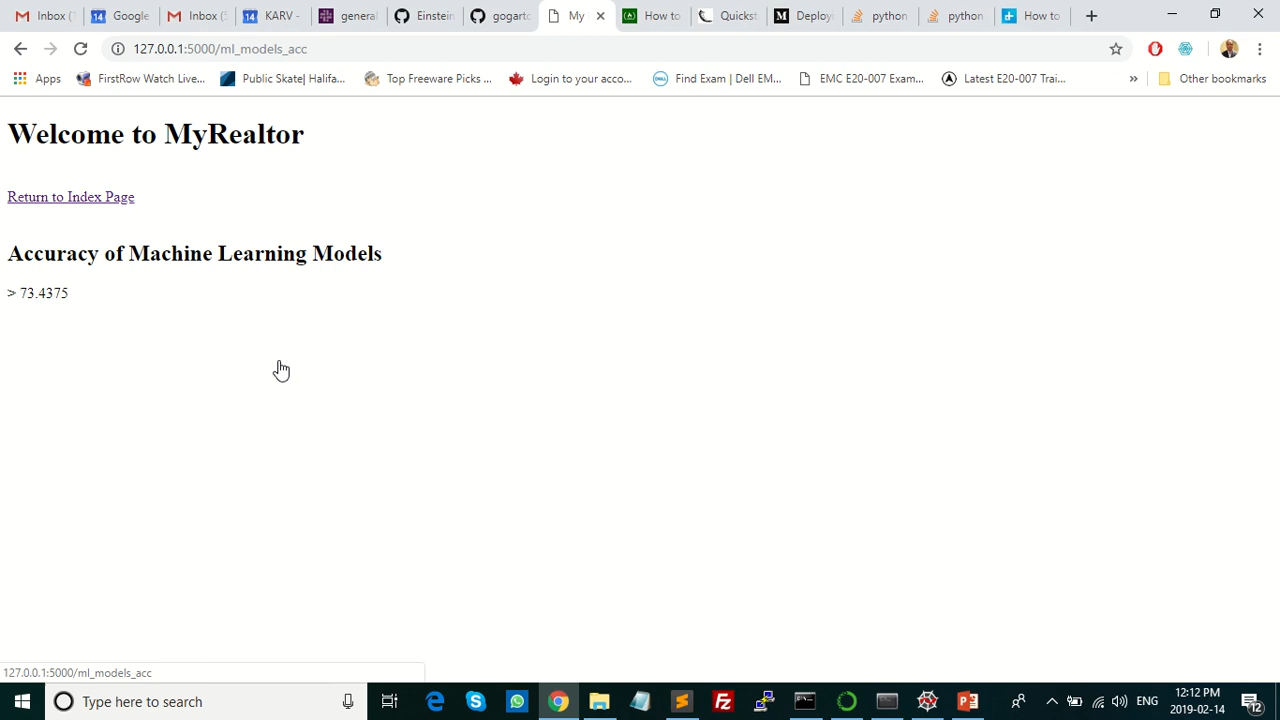 Inbox (1
Google
Inbox (5
KARV -
general
Einstein
gogarto
My
How to
Quickst
Deploy
python
python
How to
127.0.0.1:5000/ml_models_acc
Apps
FirstRow Watch Live...
Public Skate| Halifa...
Top Freeware Picks ...
Login to your acco...
Find Exam | Dell EM...
EMC E20-007 Exam...
Latest E20-007 Trai...
»
Other bookmarks
Welcome to MyRealtor
Return to Index Page
Accuracy of Machine Learning Models
> 73.4375
127.0.0.1:5000/ml_models_acc
Type here to search
ENG
12:12 PM
2019-02-14
12